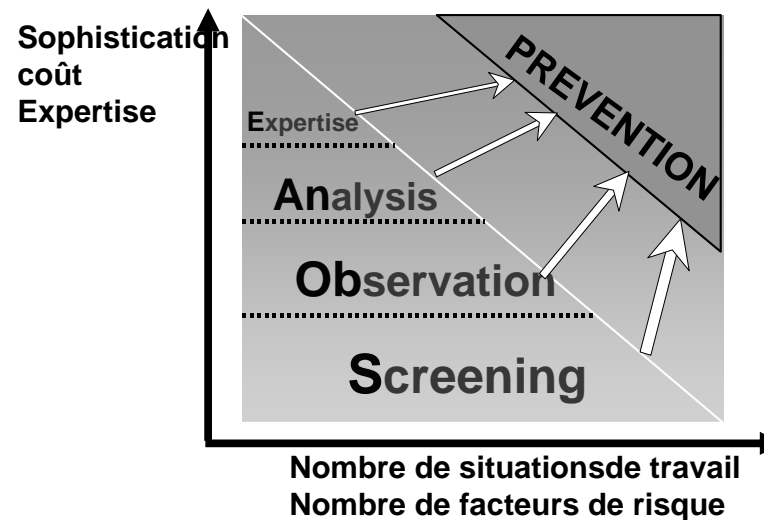 Sophistication
coût
Expertise
PREVENTION
Expertise
Analysis
Observation
Screening
Nombre de situationsde travail
Nombre de facteurs de risque